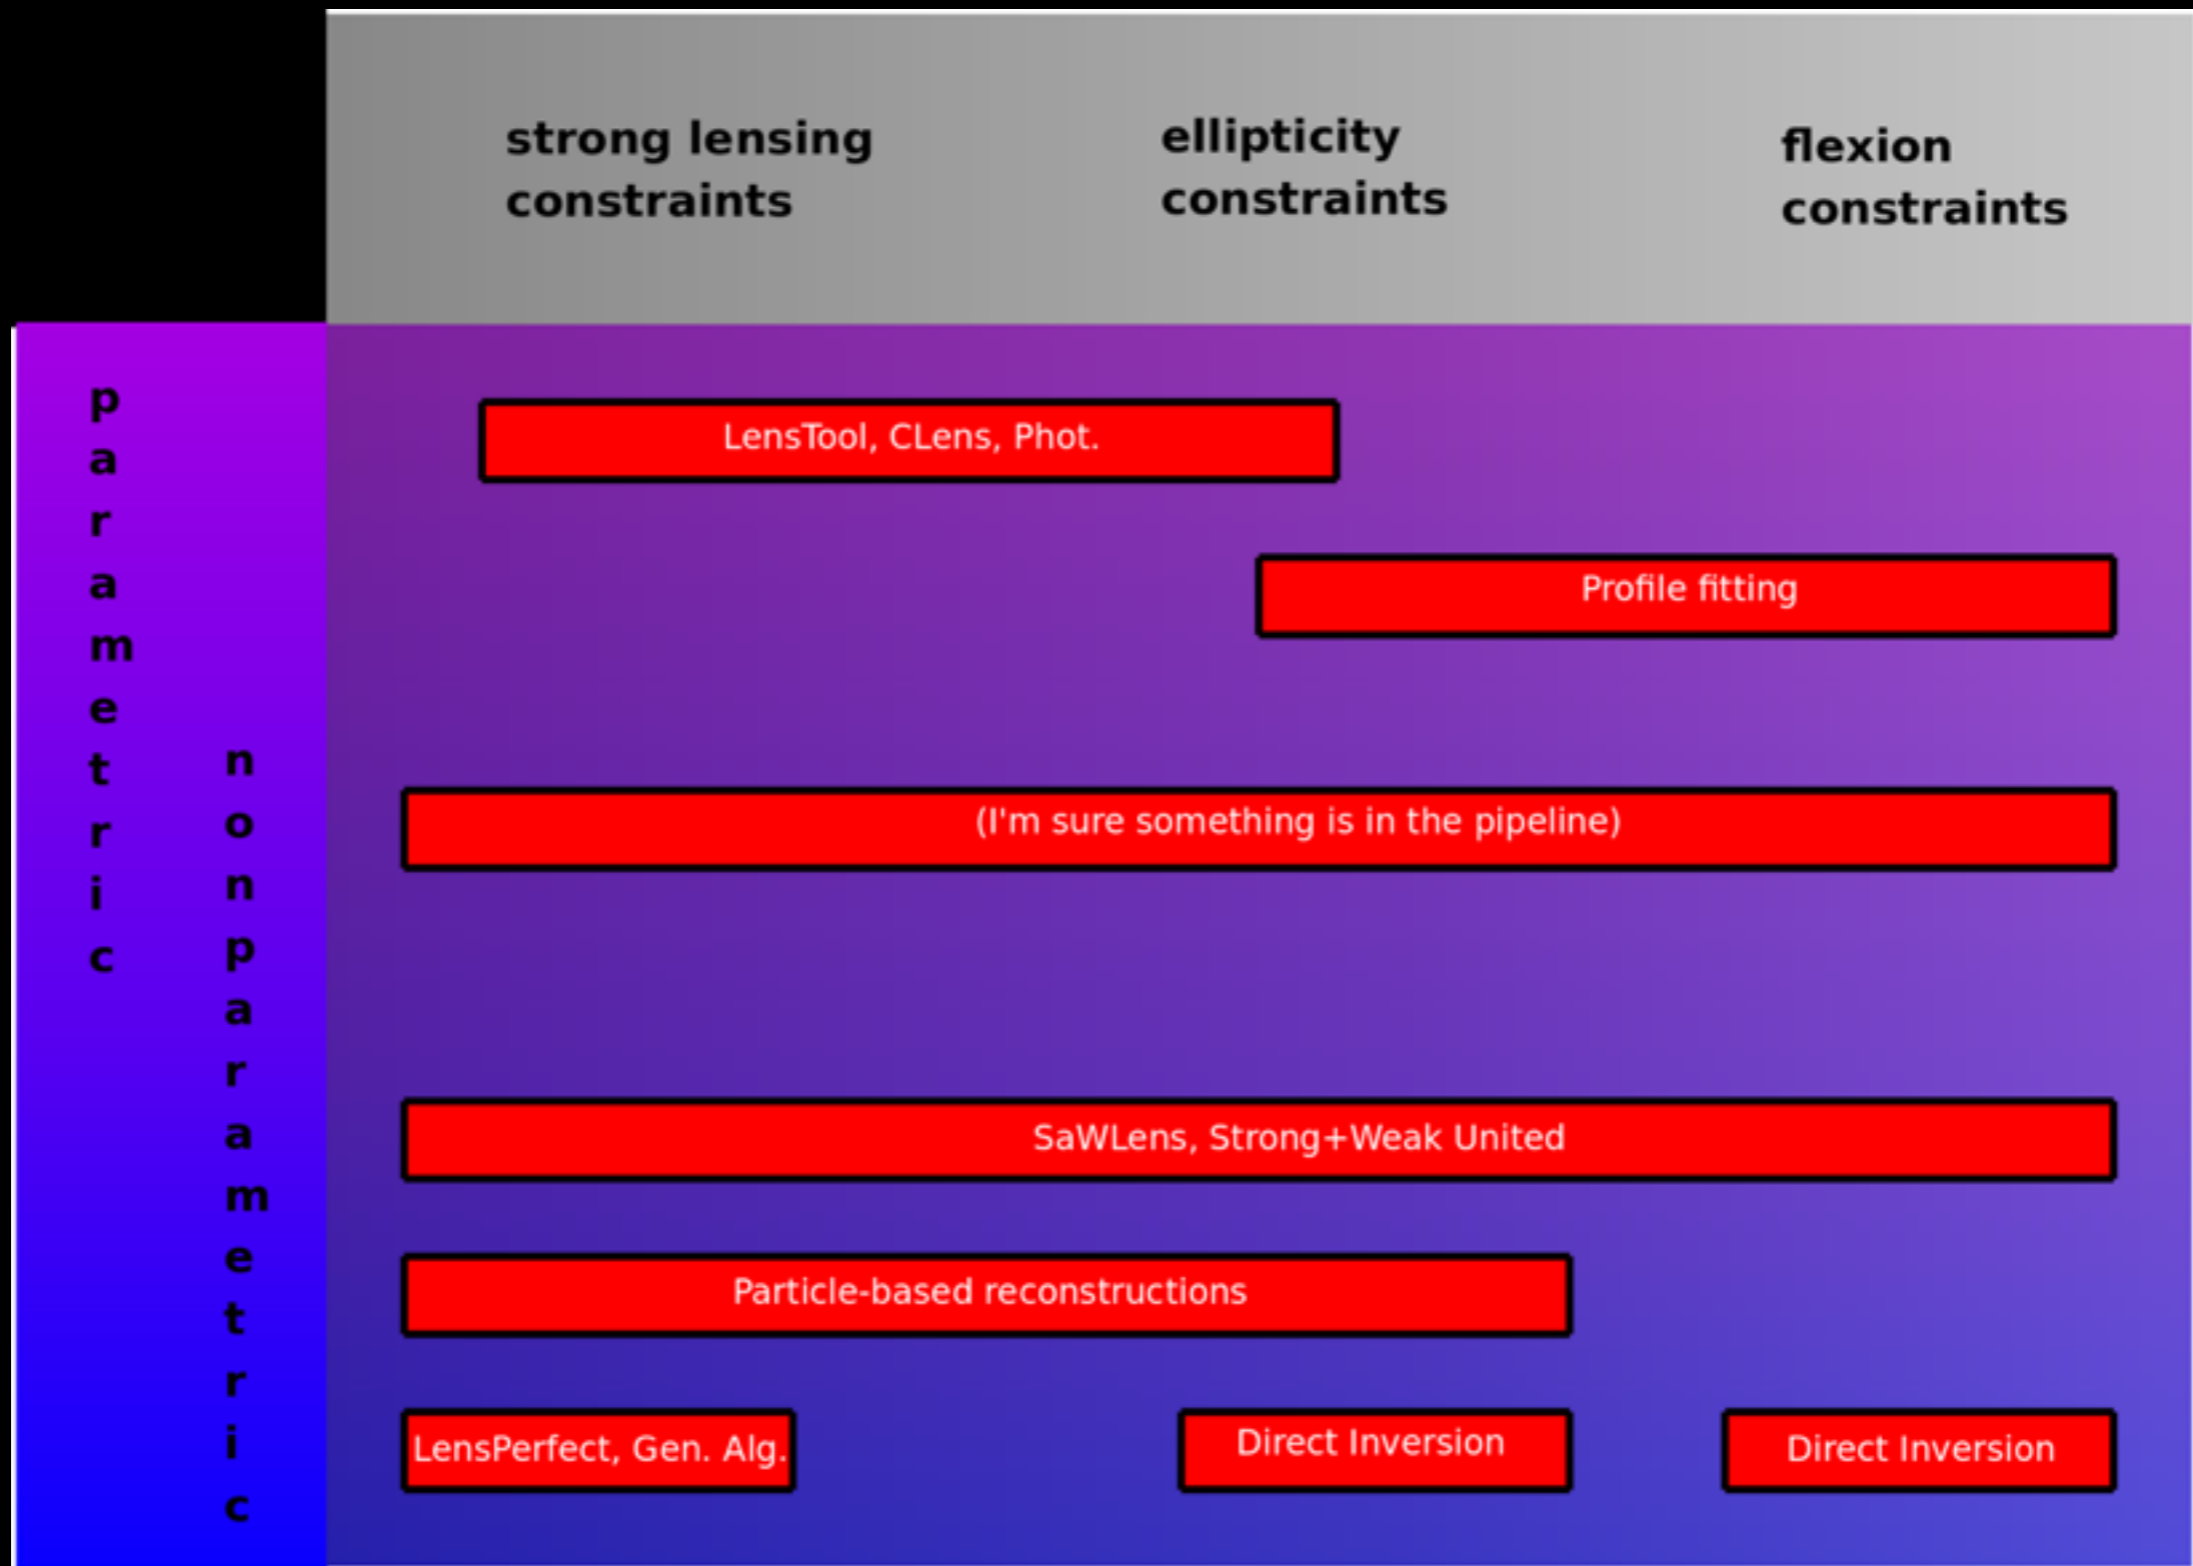 strong lensing
constraints
ellipticity
constraints
flexion
constraints
parametric
nonparametric
LensTool, CLens, Phot.
Profile fitting
(I'm sure something is in the pipeline)
SaWLens, Strong+Weak United
Particle-based reconstructions
LensPerfect, Gen. Alg.
Direct Inversion
Direct Inversion